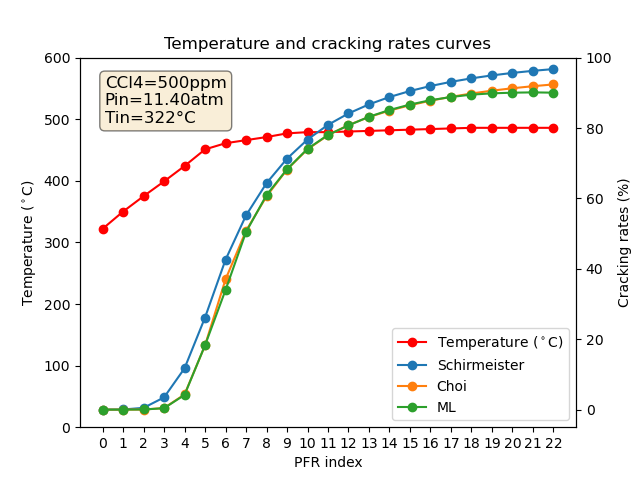 Temperature and cracking rates curves
CCl4=500ppm
Pin=11.40atm
Tin=322°C
Temperature (°C)
600
500
400
300
200
100
0
Cracking rates (%)
100
80
60
40
20
0
Temperature (°C)
Schirmeister
Choi
ML
0 1 2 3 4 5 6 7 8 9 10 11 12 13 14 15 16 17 18 19 20 21 22
PFR index